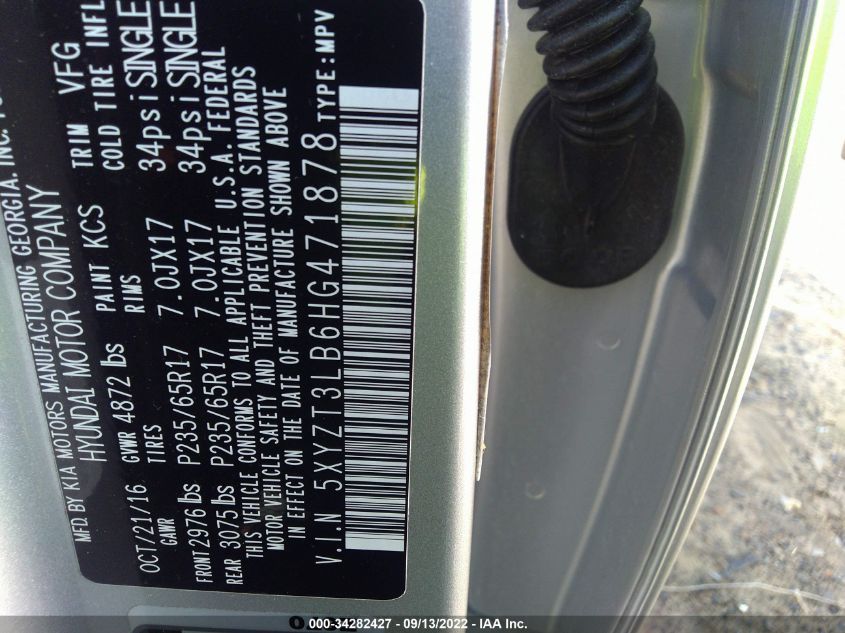 MFD. BY KIA MOTORS MANUFACTURING GEORGIA, INC. FO
HYUNDAI MOTOR COMPANY
OCT/21/16 GVWR 4872 lbs PAINT KCS TRIM VFG
GAWR TIRES RIMS COLD TIRE INFL
FRONT 2976 lbs P235/65R17 7.0JX17 34psi SINGLE
REAR 3075 lbs P235/65R17 7.0JX17 34psi SINGLE
THIS VEHICLE CONFORMS TO ALL APPLICABLE U.S.A. FEDERAL
MOTOR VEHICLE SAFETY AND THEFT PREVENTION STANDARDS
IN EFFECT ON THE DATE OF MANUFACTURE SHOWN ABOVE
V.I.N 5XYZT3LB6HG471878 TYPE:MPV
000-34282427 - 09/13/2022 - IAA Inc.